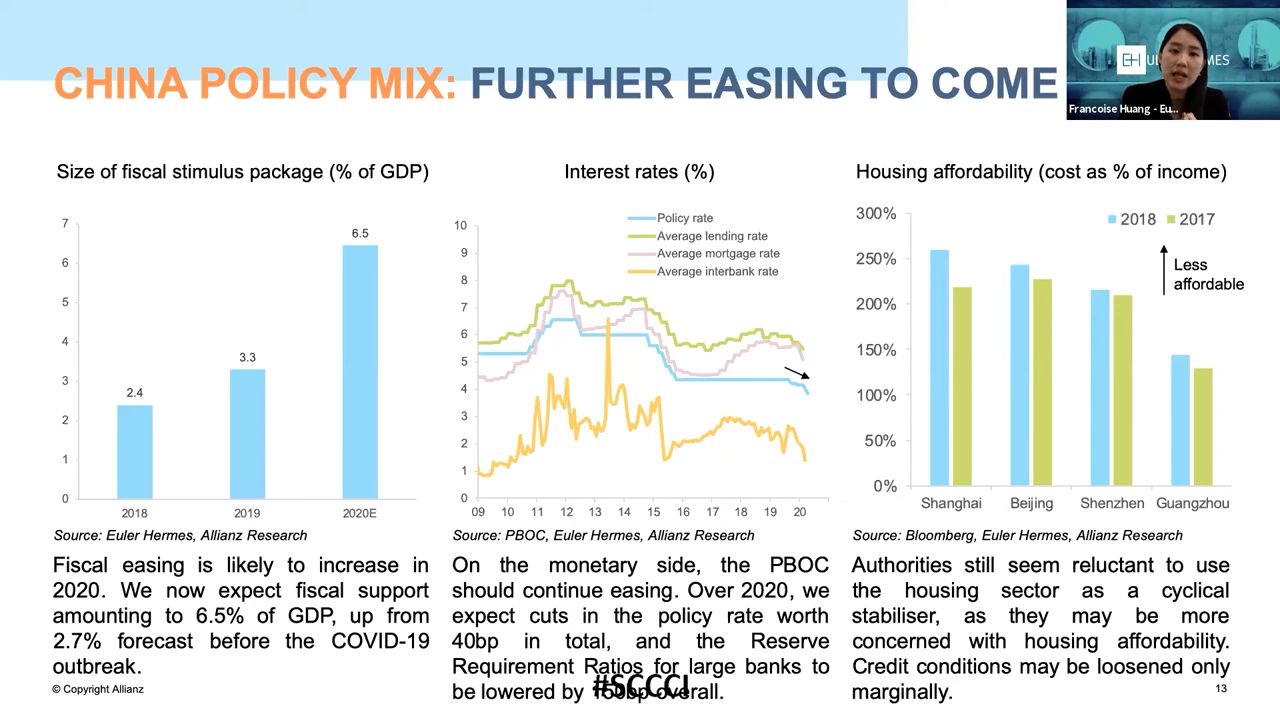 CHINA POLICY MIX: FURTHER EASING TO COME
EH
MES
Francoise Huang - Eu...
Size of fiscal stimulus package (% of GDP)
7
6
5
4
3
2
1
0
2.4
3.3
6.5
2018
2019
2020E
Source: Euler Hermes, Allianz Research
Fiscal easing is likely to increase in
2020. We now expect fiscal support
amounting to 6.5% of GDP, up from
2.7% forecast before the COVID-19
outbreak.
Interest rates (%)
Policy rate
Average lending rate
Average mortgage rate
Average interbank rate
10
9
8
7
6
5
4
3
2
1
0
09 10 11 12 13 14 15 16 17 18 19 20
Source: PBOC, Euler Hermes, Allianz Research
On the monetary side, the PBOC
should continue easing. Over 2020, we
expect cuts in the policy rate worth
40bp in total, and the Reserve
Requirement Ratios for large banks to
be lowered by overall.
Housing affordability (cost as % of income)
2018 2017
Less
affordable
300%
250%
200%
150%
100%
50%
0%
Shanghai Beijing Shenzhen Guangzhou
Source: Bloomberg, Euler Hermes, Allianz Research
Authorities still seem reluctant to use
the housing sector as a cyclical
stabiliser, as they may be more
concerned with housing affordability.
Credit conditions may be loosened only
marginally.
#SCCCI
© Copyright Allianz
13